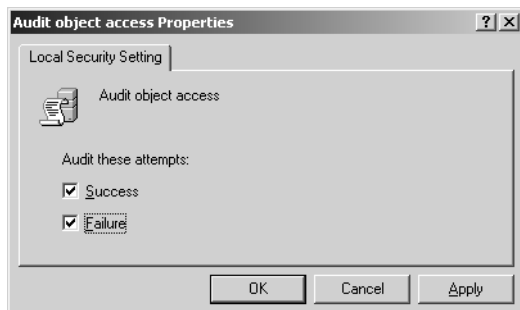 Audit object access Properties
Local Security Setting
Audit object access
Audit these attempts:
Success
Failure
OK Cancel Apply